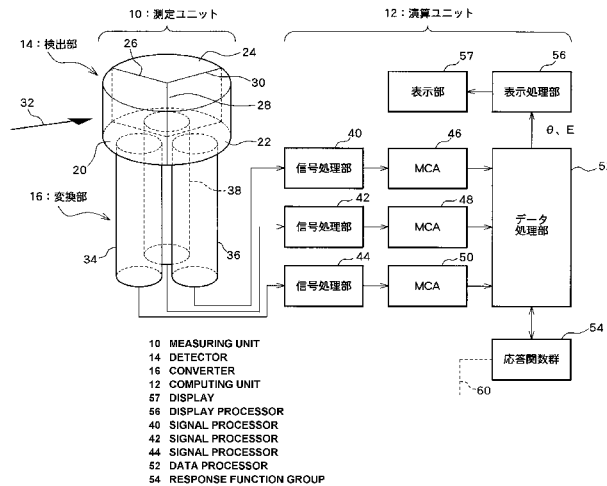 10：測定ユニット
12：演算ユニット
14：検出部
26
24
30
57
56
表示部
表示処理部
32
28
θ、E
20
22
40
46
信号処理部
MCA
16：変換部
38
42
48
信号処理部
MCA
データ
処理部
34
36
44
50
信号処理部
MCA
54
応答関数群
60
10 MEASURING UNIT
14 DETECTOR
16 CONVERTER
12 COMPUTING UNIT
57 DISPLAY
56 DISPLAY PROCESSOR
40 SIGNAL PROCESSOR
42 SIGNAL PROCESSOR
44 SIGNAL PROCESSOR
52 DATA PROCESSOR
54 RESPONSE FUNCTION GROUP